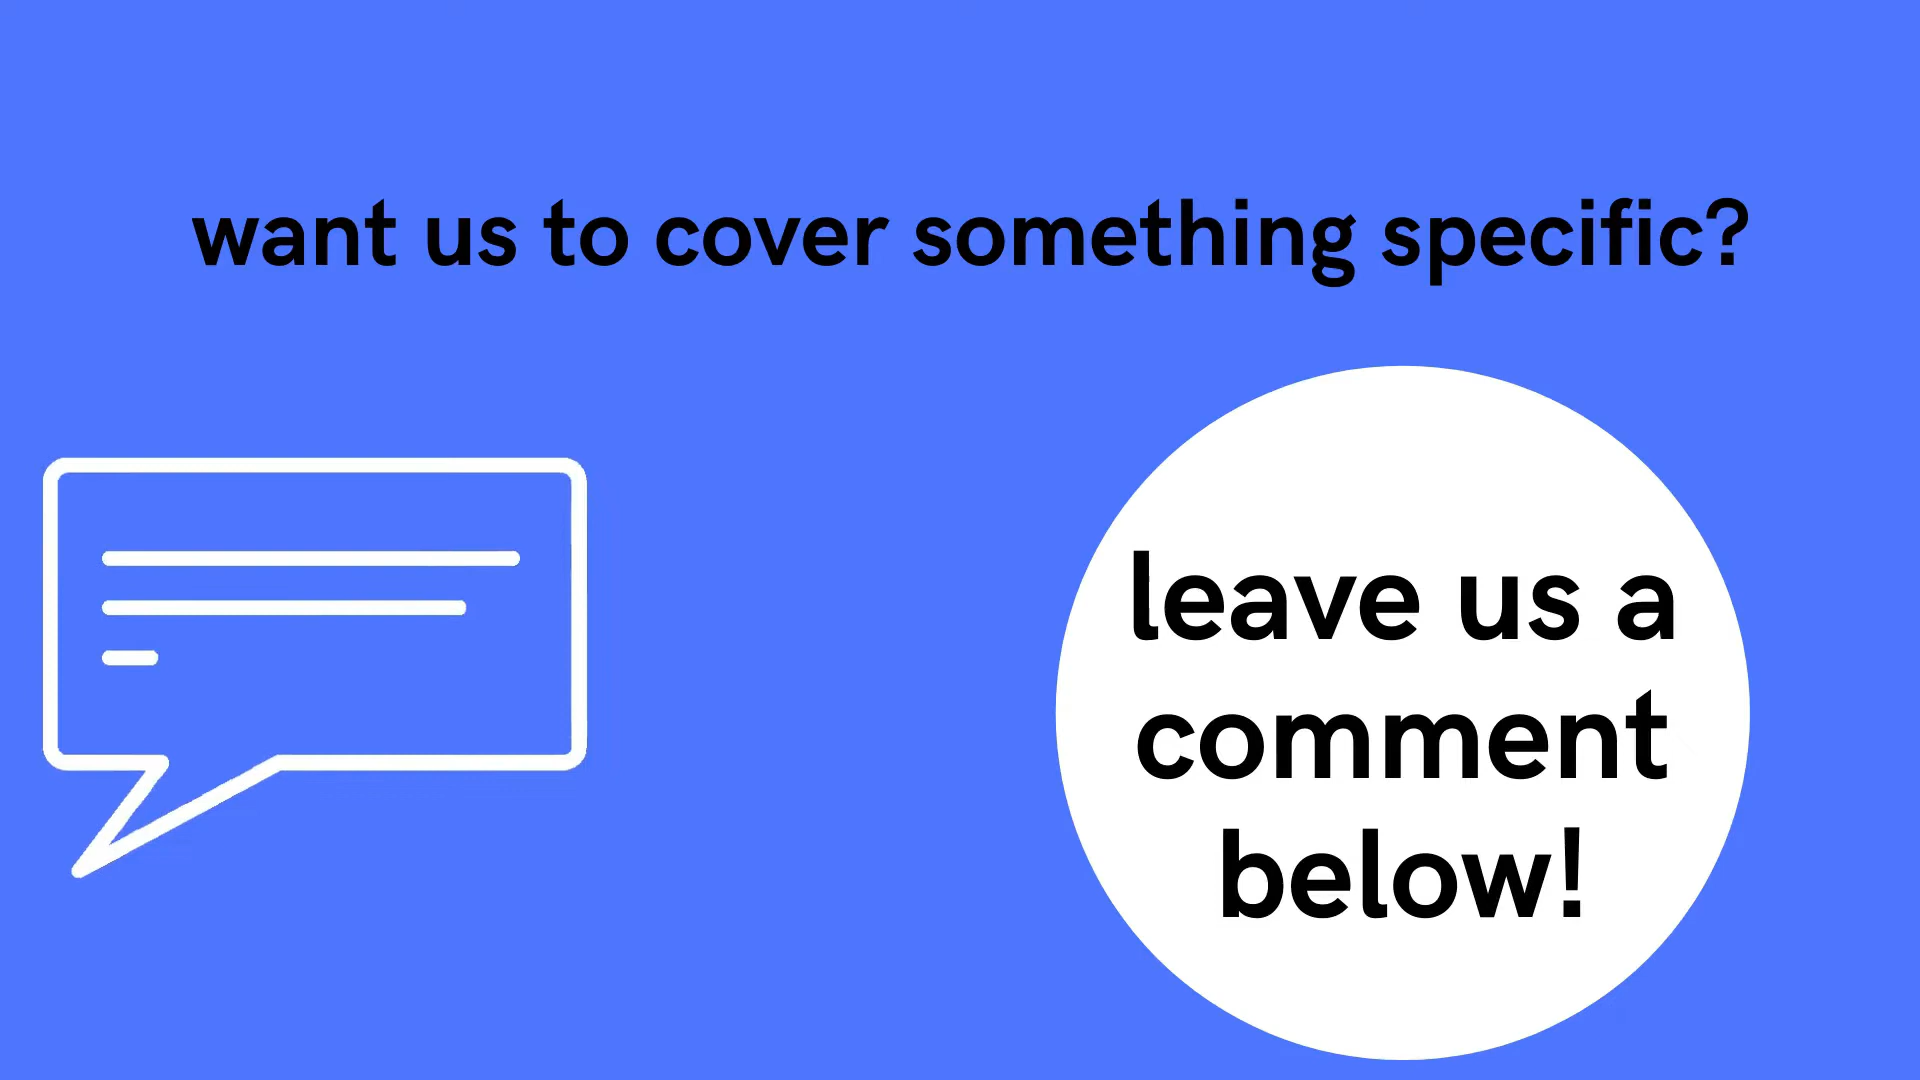 want us to cover something specific?
leave us a
comment
below!